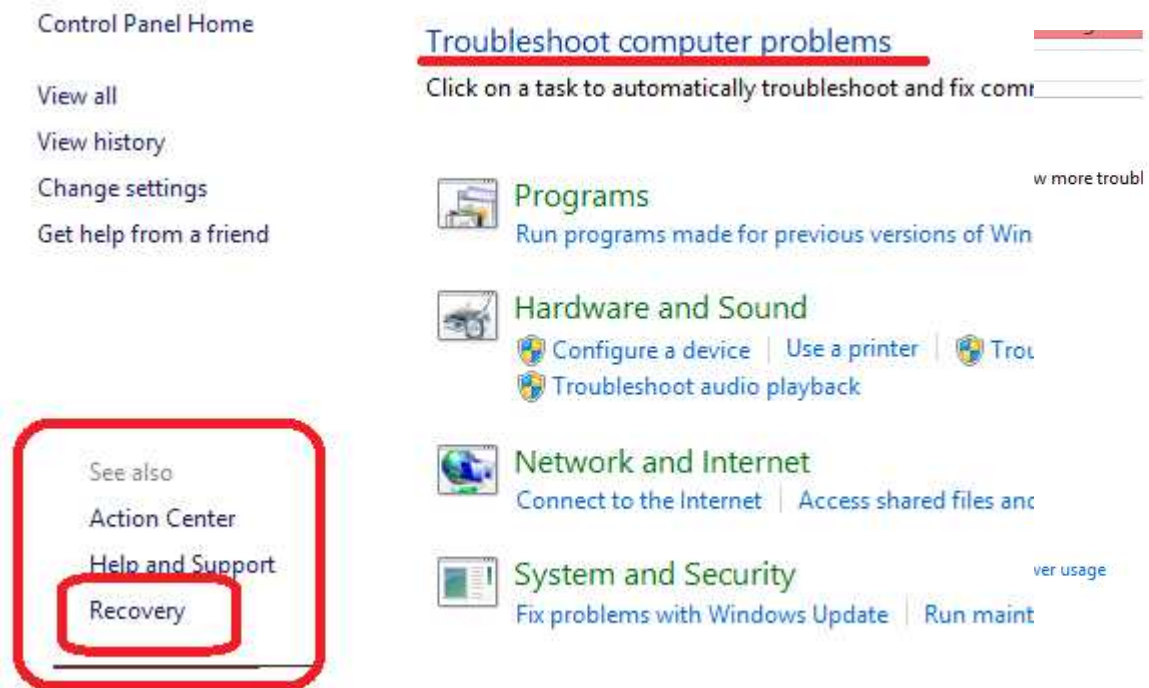 Control Panel Home
View all
View history
Change settings
Get help from a friend
See also
Action Center
Help and Support
Recovery
Troubleshoot computer problems
Click on a task to automatically troubleshoot and fix
w more troubl
Programs
Run programs made for previous versions of Win
Hardware and Sound
Configure a device | Use a printer | Trou
Troubleshoot audio playback
Network and Internet
Connect to the Internet | Access shared files and
System and Security
ver usage
Fix problems with Windows Update | Run maint